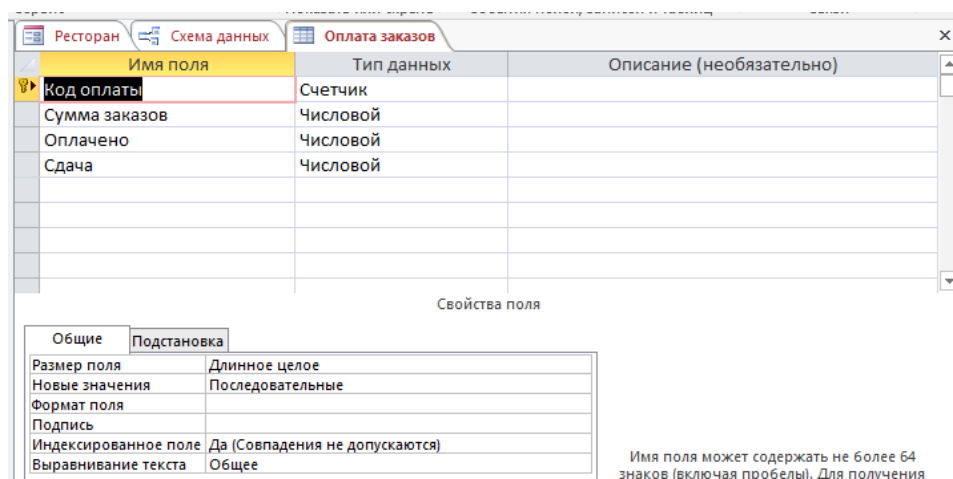 Ресторан Схема данных Оплата заказов
Имя поля Тип данных Описание (необязательно)
Код оплаты Счетчик
Сумма заказов Числовой
Оплачено Числовой
Сдача Числовой
Свойства поля
Общие Подстановка
Размер поля Длинное целое
Новые значения Последовательные
Формат поля
Подпись
Индексированное поле Да (Совпадения не допускаются)
Выравнивание текста Общее
Имя поля может содержать не более 64
знаков (включая пробелы). Для получения